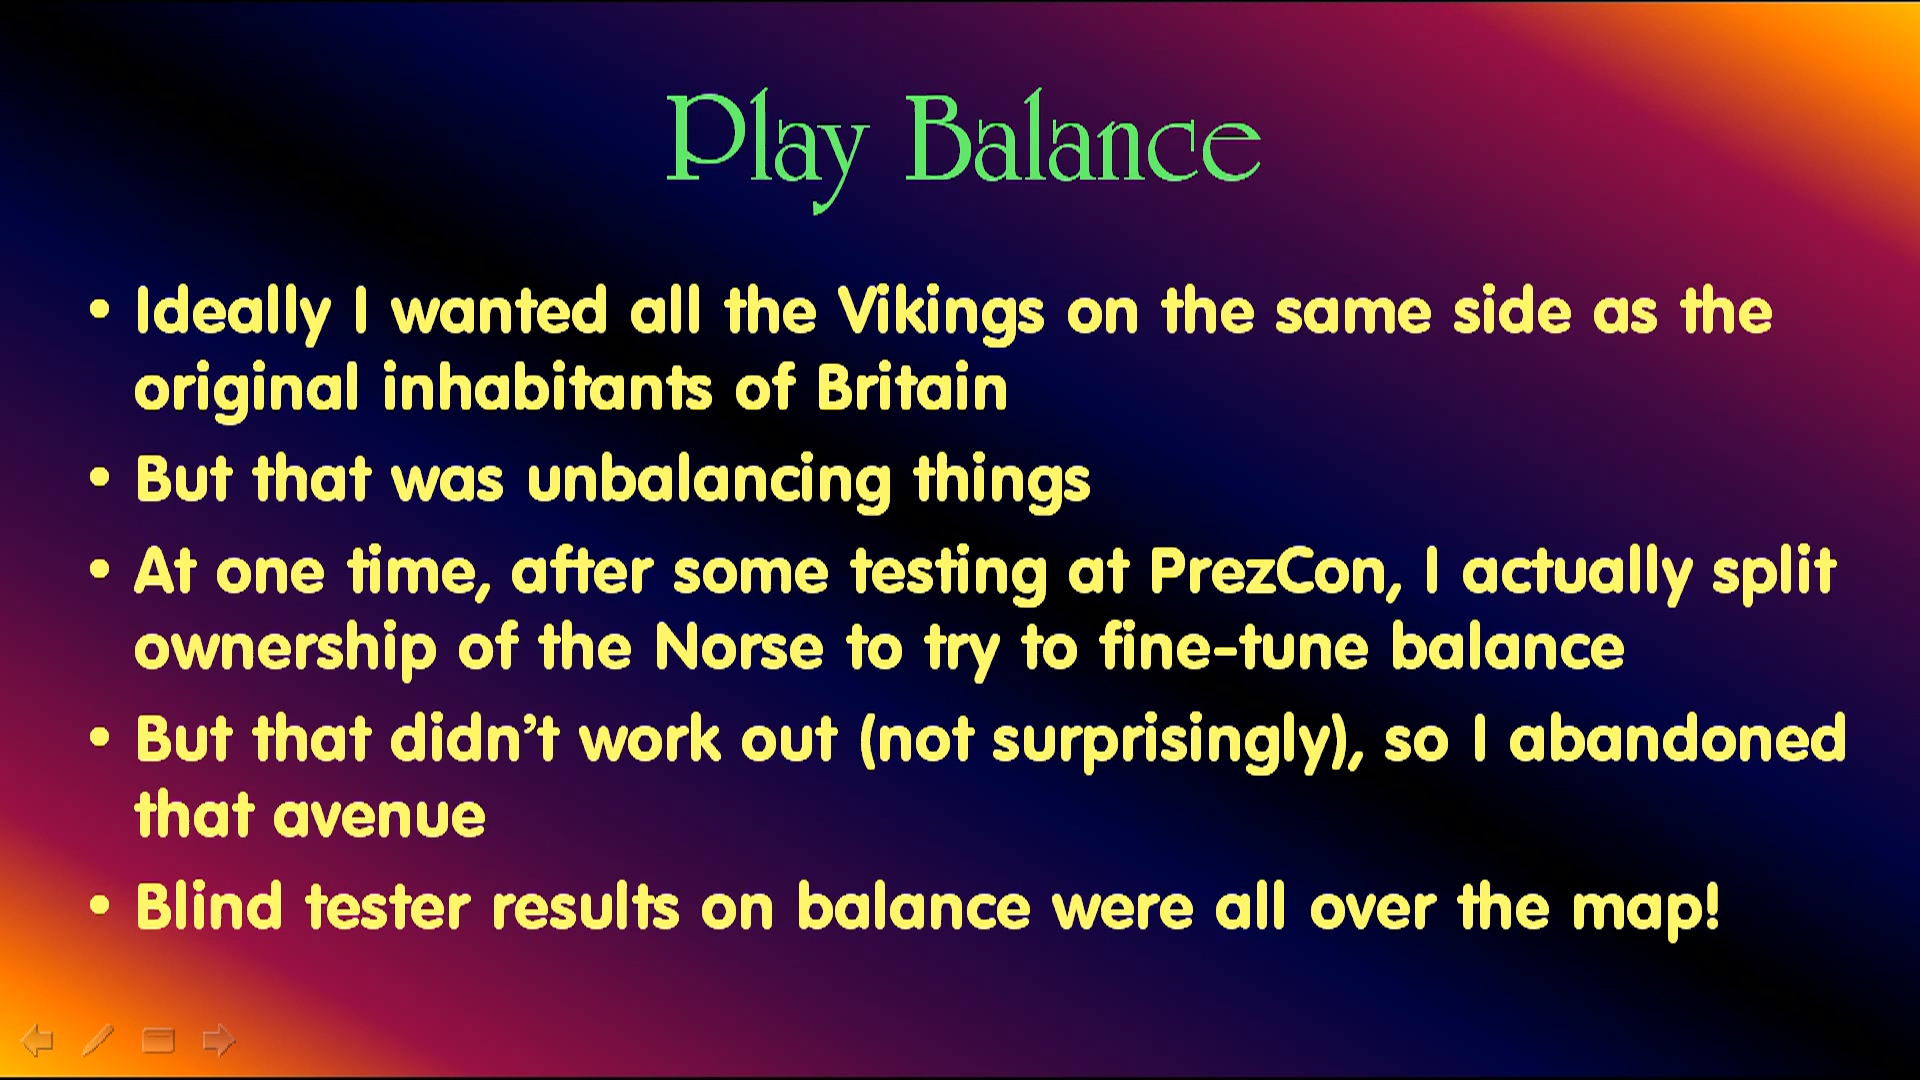 Play Balance
• Ideally I wanted all the Vikings on the same side as the
original inhabitants of Britain
• But that was unbalancing things
• At one time, after some testing at PrezCon, I actually split
ownership of the Norse to try to fine-tune balance
• But that didn’t work out (not surprisingly), so I abandoned
that avenue
• Blind tester results on balance were all over the map!